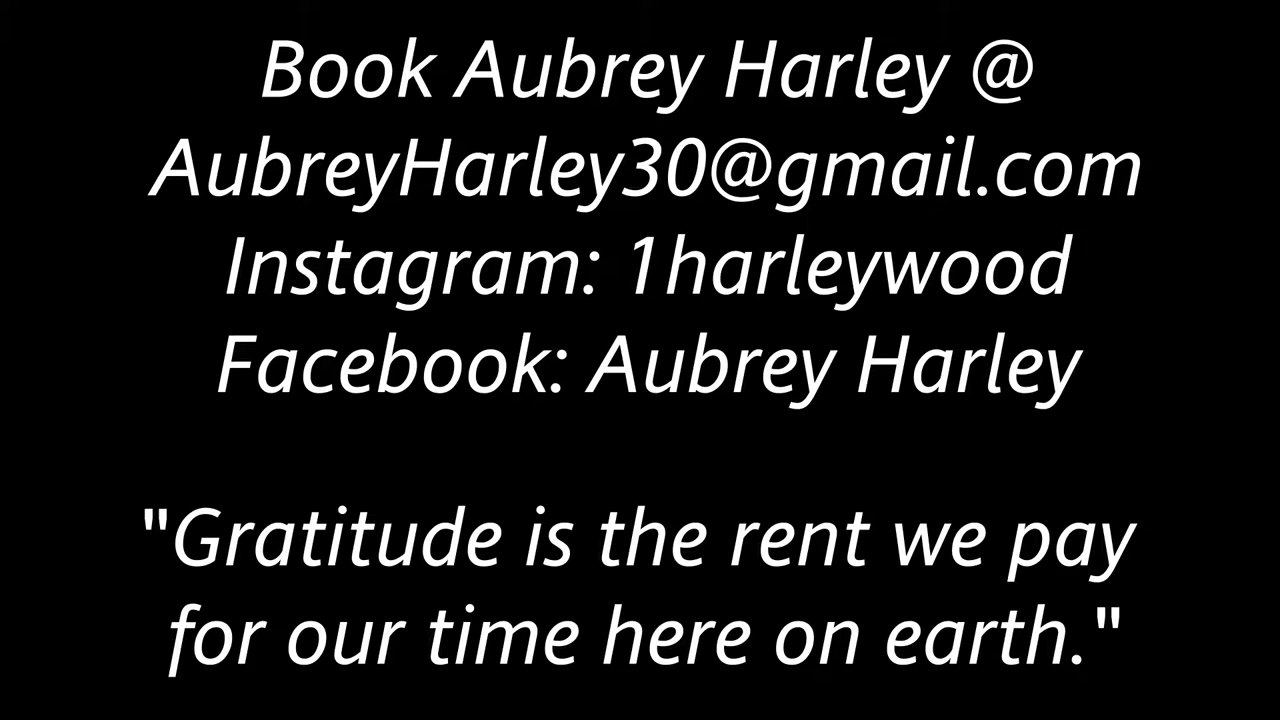 Book Aubrey Harley @
AubreyHarley30@gmail.com
Instagram: 1harleywood
Facebook: Aubrey Harley
"Gratitude is the rent we pay
for our time here on earth."